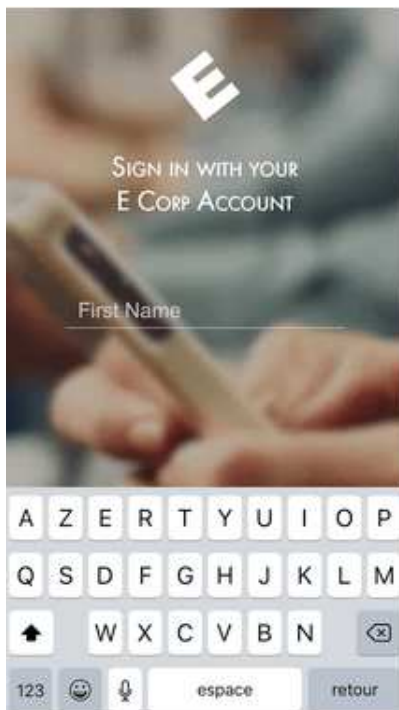 Sign in with your
E Corp Account
First Name
A Z E R T Y U I O P
Q S D F G H J K L M
W X C V B N
123 espace retour